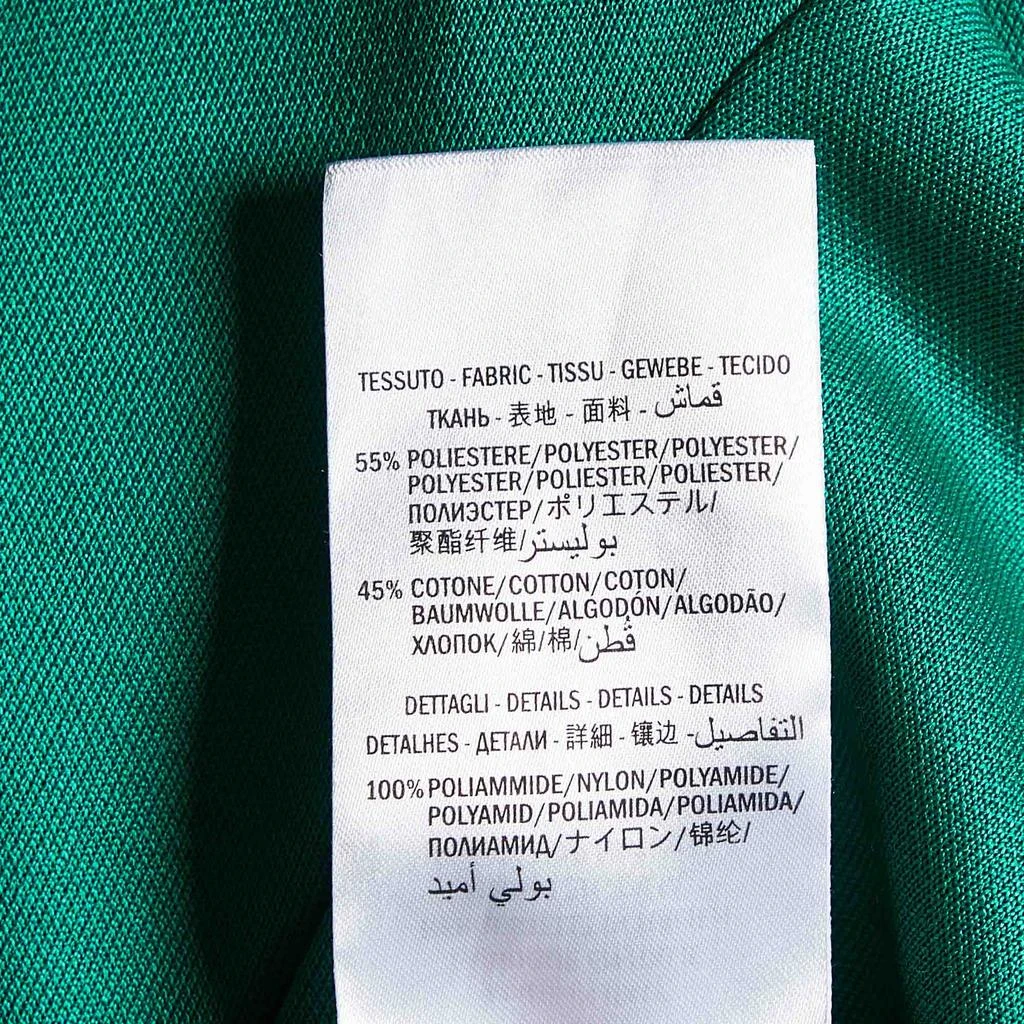 TESSUTO - FABRIC - TISSU - GEWEBE - TECIDO
ТКАНЬ - 表地 - 面料 - قماش
55% POLIESTERE/POLYESTER/POLYESTER/
POLYESTER/POLIESTER/POLIESTER/
ПОЛИЭСТЕР/ポリエステル/
聚酯纤维/بوليستر
45% COTONE/COTTON/COTON/
BAUMWOLLE/ALGODÓN/ALGODÃO/
ХЛОПОК/綿/棉/قطن
DETTAGLI - DETAILS - DETAILS - DETAILS
DETALHES - ДЕТАЛИ - 詳細 - 镶边 -التفاصيل
100% POLIAMMIDE/NYLON/POLYAMIDE/
POLYAMID/POLIAMIDA/POLIAMIDA/
ПОЛИАМИД/ナイロン/锦纶/
بولي أميد